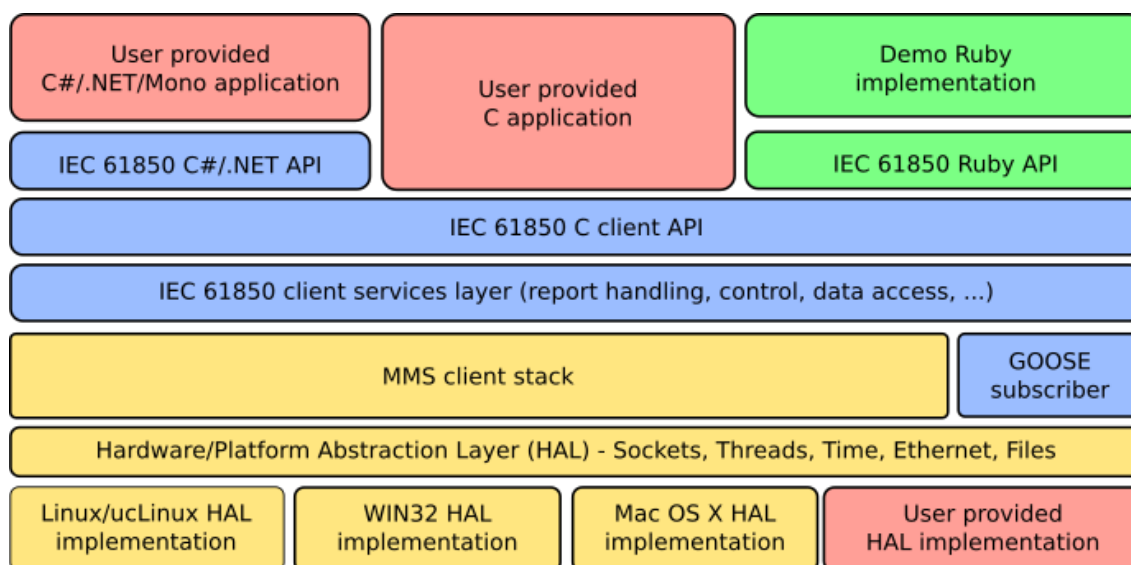 User provided
C#/.NET/Mono application
User provided
C application
Demo Ruby
implementation
IEC 61850 C#/.NET API
IEC 61850 Ruby API
IEC 61850 C client API
IEC 61850 client services layer (report handling, control, data access, ...)
MMS client stack
GOOSE
subscriber
Hardware/Platform Abstraction Layer (HAL) - Sockets, Threads, Time, Ethernet, Files
Linux/ucLinux HAL
implementation
WIN32 HAL
implementation
Mac OS X HAL
implementation
User provided
HAL implementation